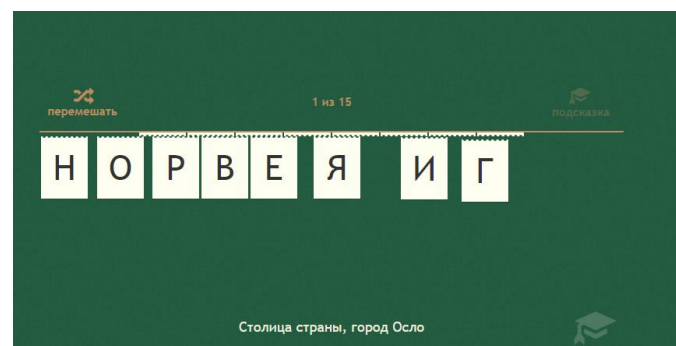 перемешать
1 из 15
подсказка
Н О Р В Е Я И Г
Столица страны, город Осло